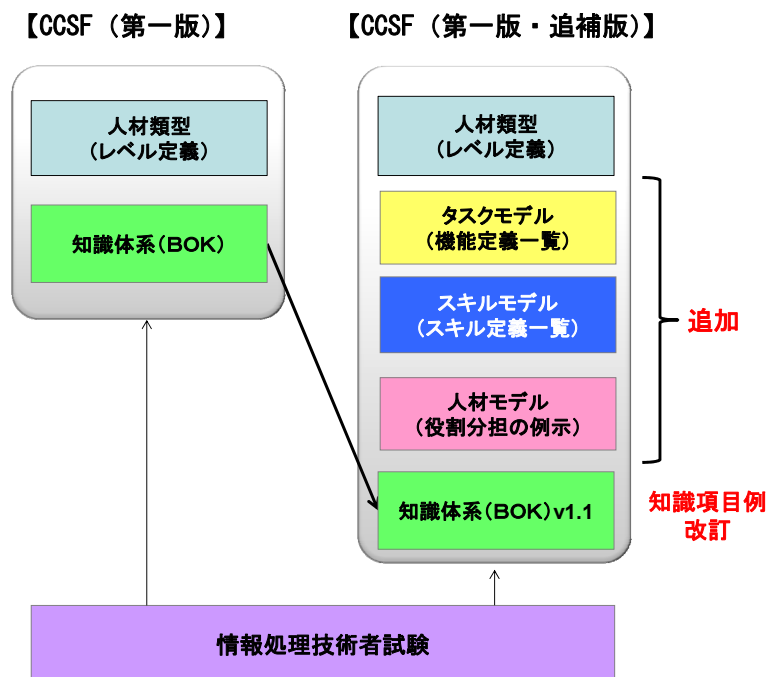 【CCSF（第一版）】
【CCSF（第一版・追補版）】
人材類型
（レベル定義）
知識体系（BOK）
人材類型
（レベル定義）
タスクモデル
（機能定義一覧）
スキルモデル
（スキル定義一覧）
人材モデル
（役割分担の例示）
知識体系（BOK）v1.1
追加
知識項目例
改訂
情報処理技術者試験